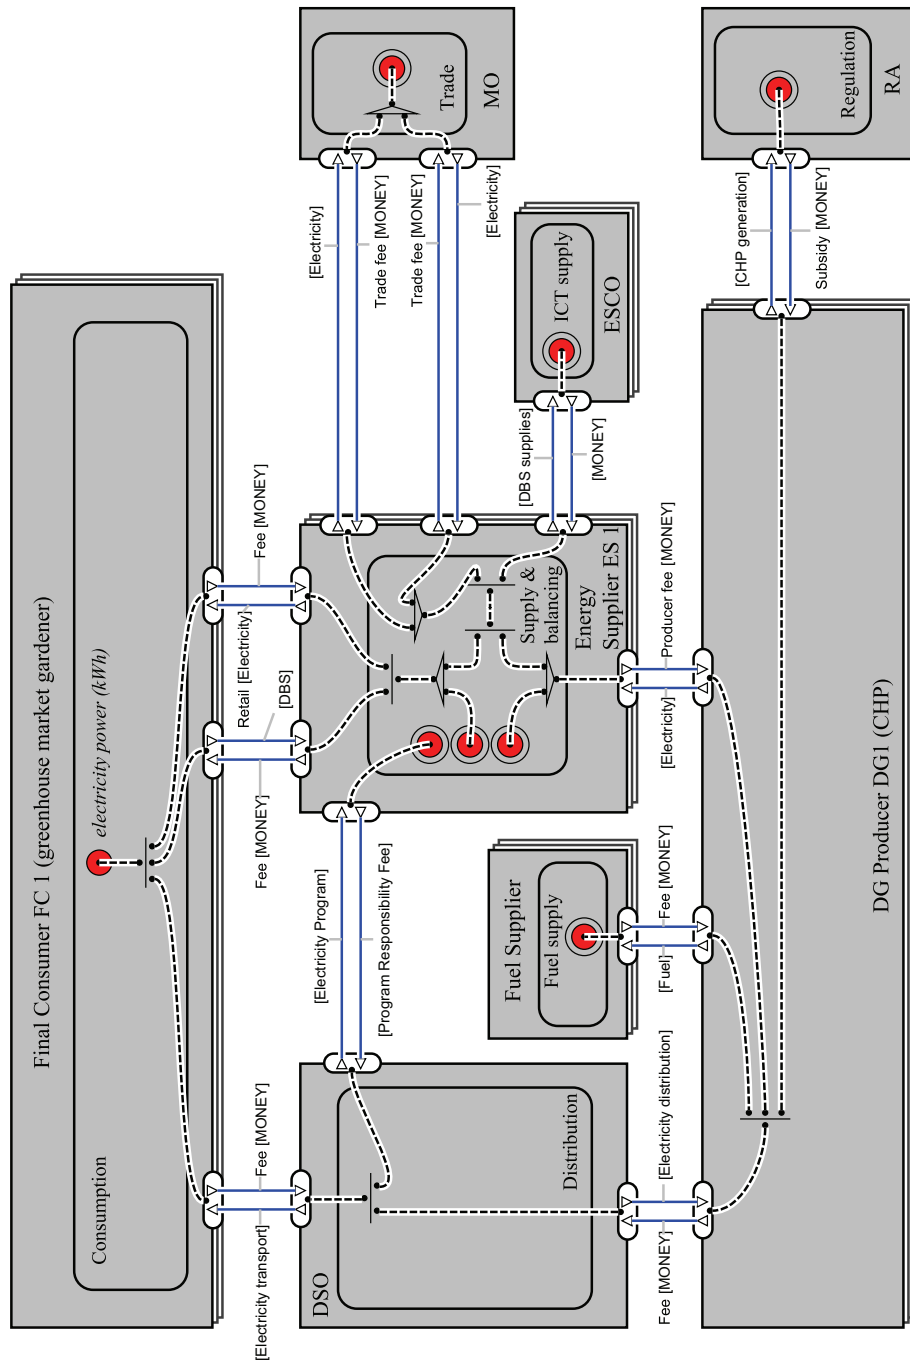 Final Consumer FC 1 (greenhouse market gardener)
Consumption
electricity power (kWh)
[Electricity transport]
Fee [MONEY]
Fee [MONEY]
[DBS]
Retail [Electricity]
Fee [MONEY]
DSO
Distribution
[Electricity Program]
[Program Responsibility Fee]
Supply &
balancing
Energy
Supplier ES 1
[Electricity]
Trade fee [MONEY]
Trade fee [MONEY]
[Electricity]
Trade
MO
Fuel Supplier
Fuel supply
[DBS supplies]
[MONEY]
ICT supply
ESCO
Fee [MONEY]
[Electricity distribution]
[Fuel]
Fee [MONEY]
[Electricity]
Producer fee [MONEY]
[CHP generation]
Subsidy [MONEY]
Regulation
RA
DG Producer DG1 (CHP)